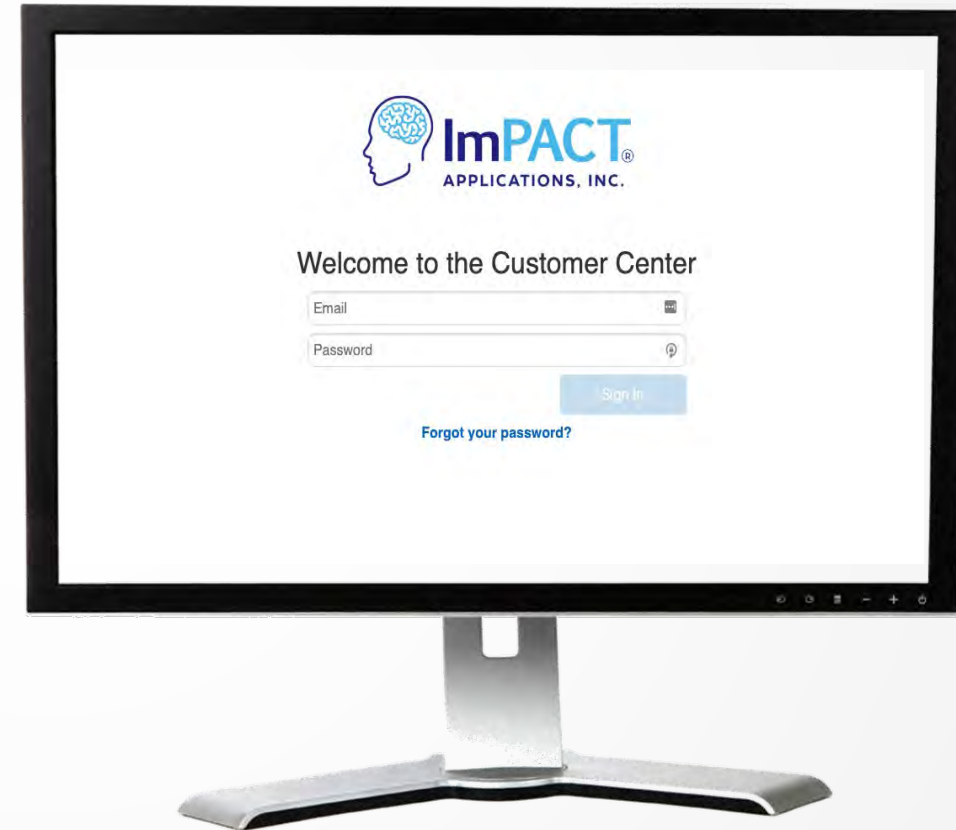 ImPACT®
APPLICATIONS, INC.
Welcome to the Customer Center
Email
Password
Sign In
Forgot your password?